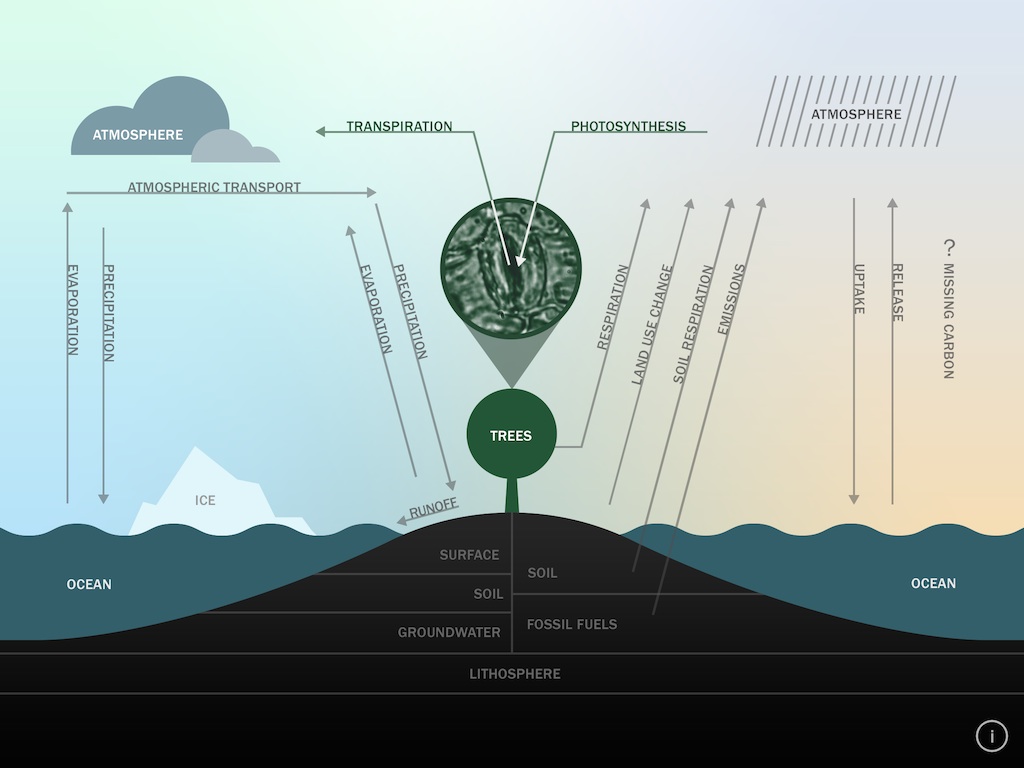 TRANSPIRATION
PHOTOSYNTHESIS
ATMOSPHERE
ATMOSPHERE
ATMOSPHERIC TRANSPORT
EVAPORATION
PRECIPITATION
EVAPORATION
PRECIPITATION
RESPIRATION
LAND USE CHANGE
SOIL RESPIRATION
EMISSIONS
UPTAKE
RELEASE
? MISSING CARBON
TREES
ICE
RUNOFF
OCEAN
SURFACE
SOIL
GROUNDWATER
SOIL
FOSSIL FUELS
OCEAN
LITHOSPHERE
i